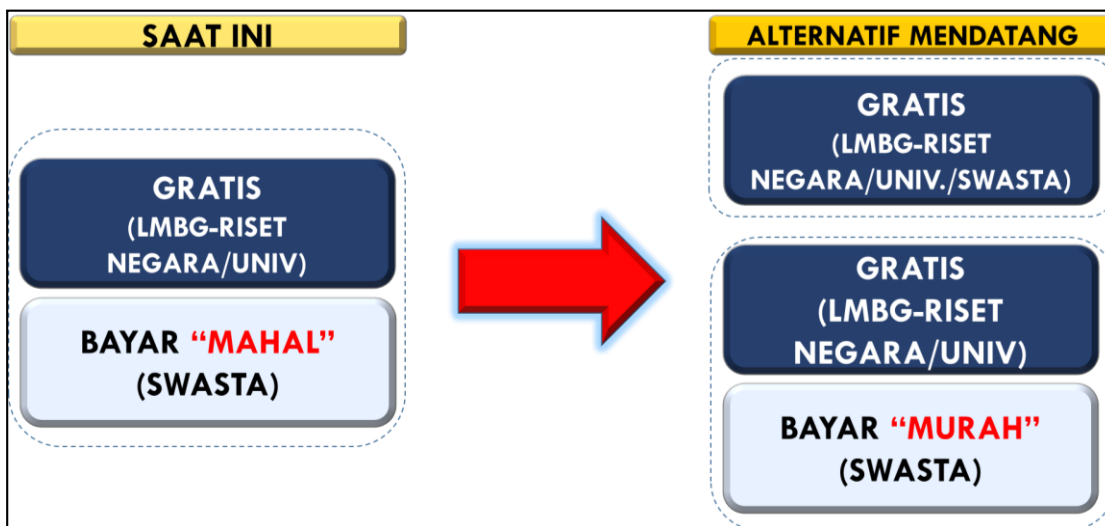 SAAT INI
GRATIS
(LMBG-RISET
NEGARA/UNIV)
BAYAR “MAHAL”
(SWASTA)
ALTERNATIF MENDATANG
GRATIS
(LMBG-RISET
NEGARA/UNIV./SWASTA)
GRATIS
(LMBG-RISET
NEGARA/UNIV)
BAYAR “MURAH”
(SWASTA)